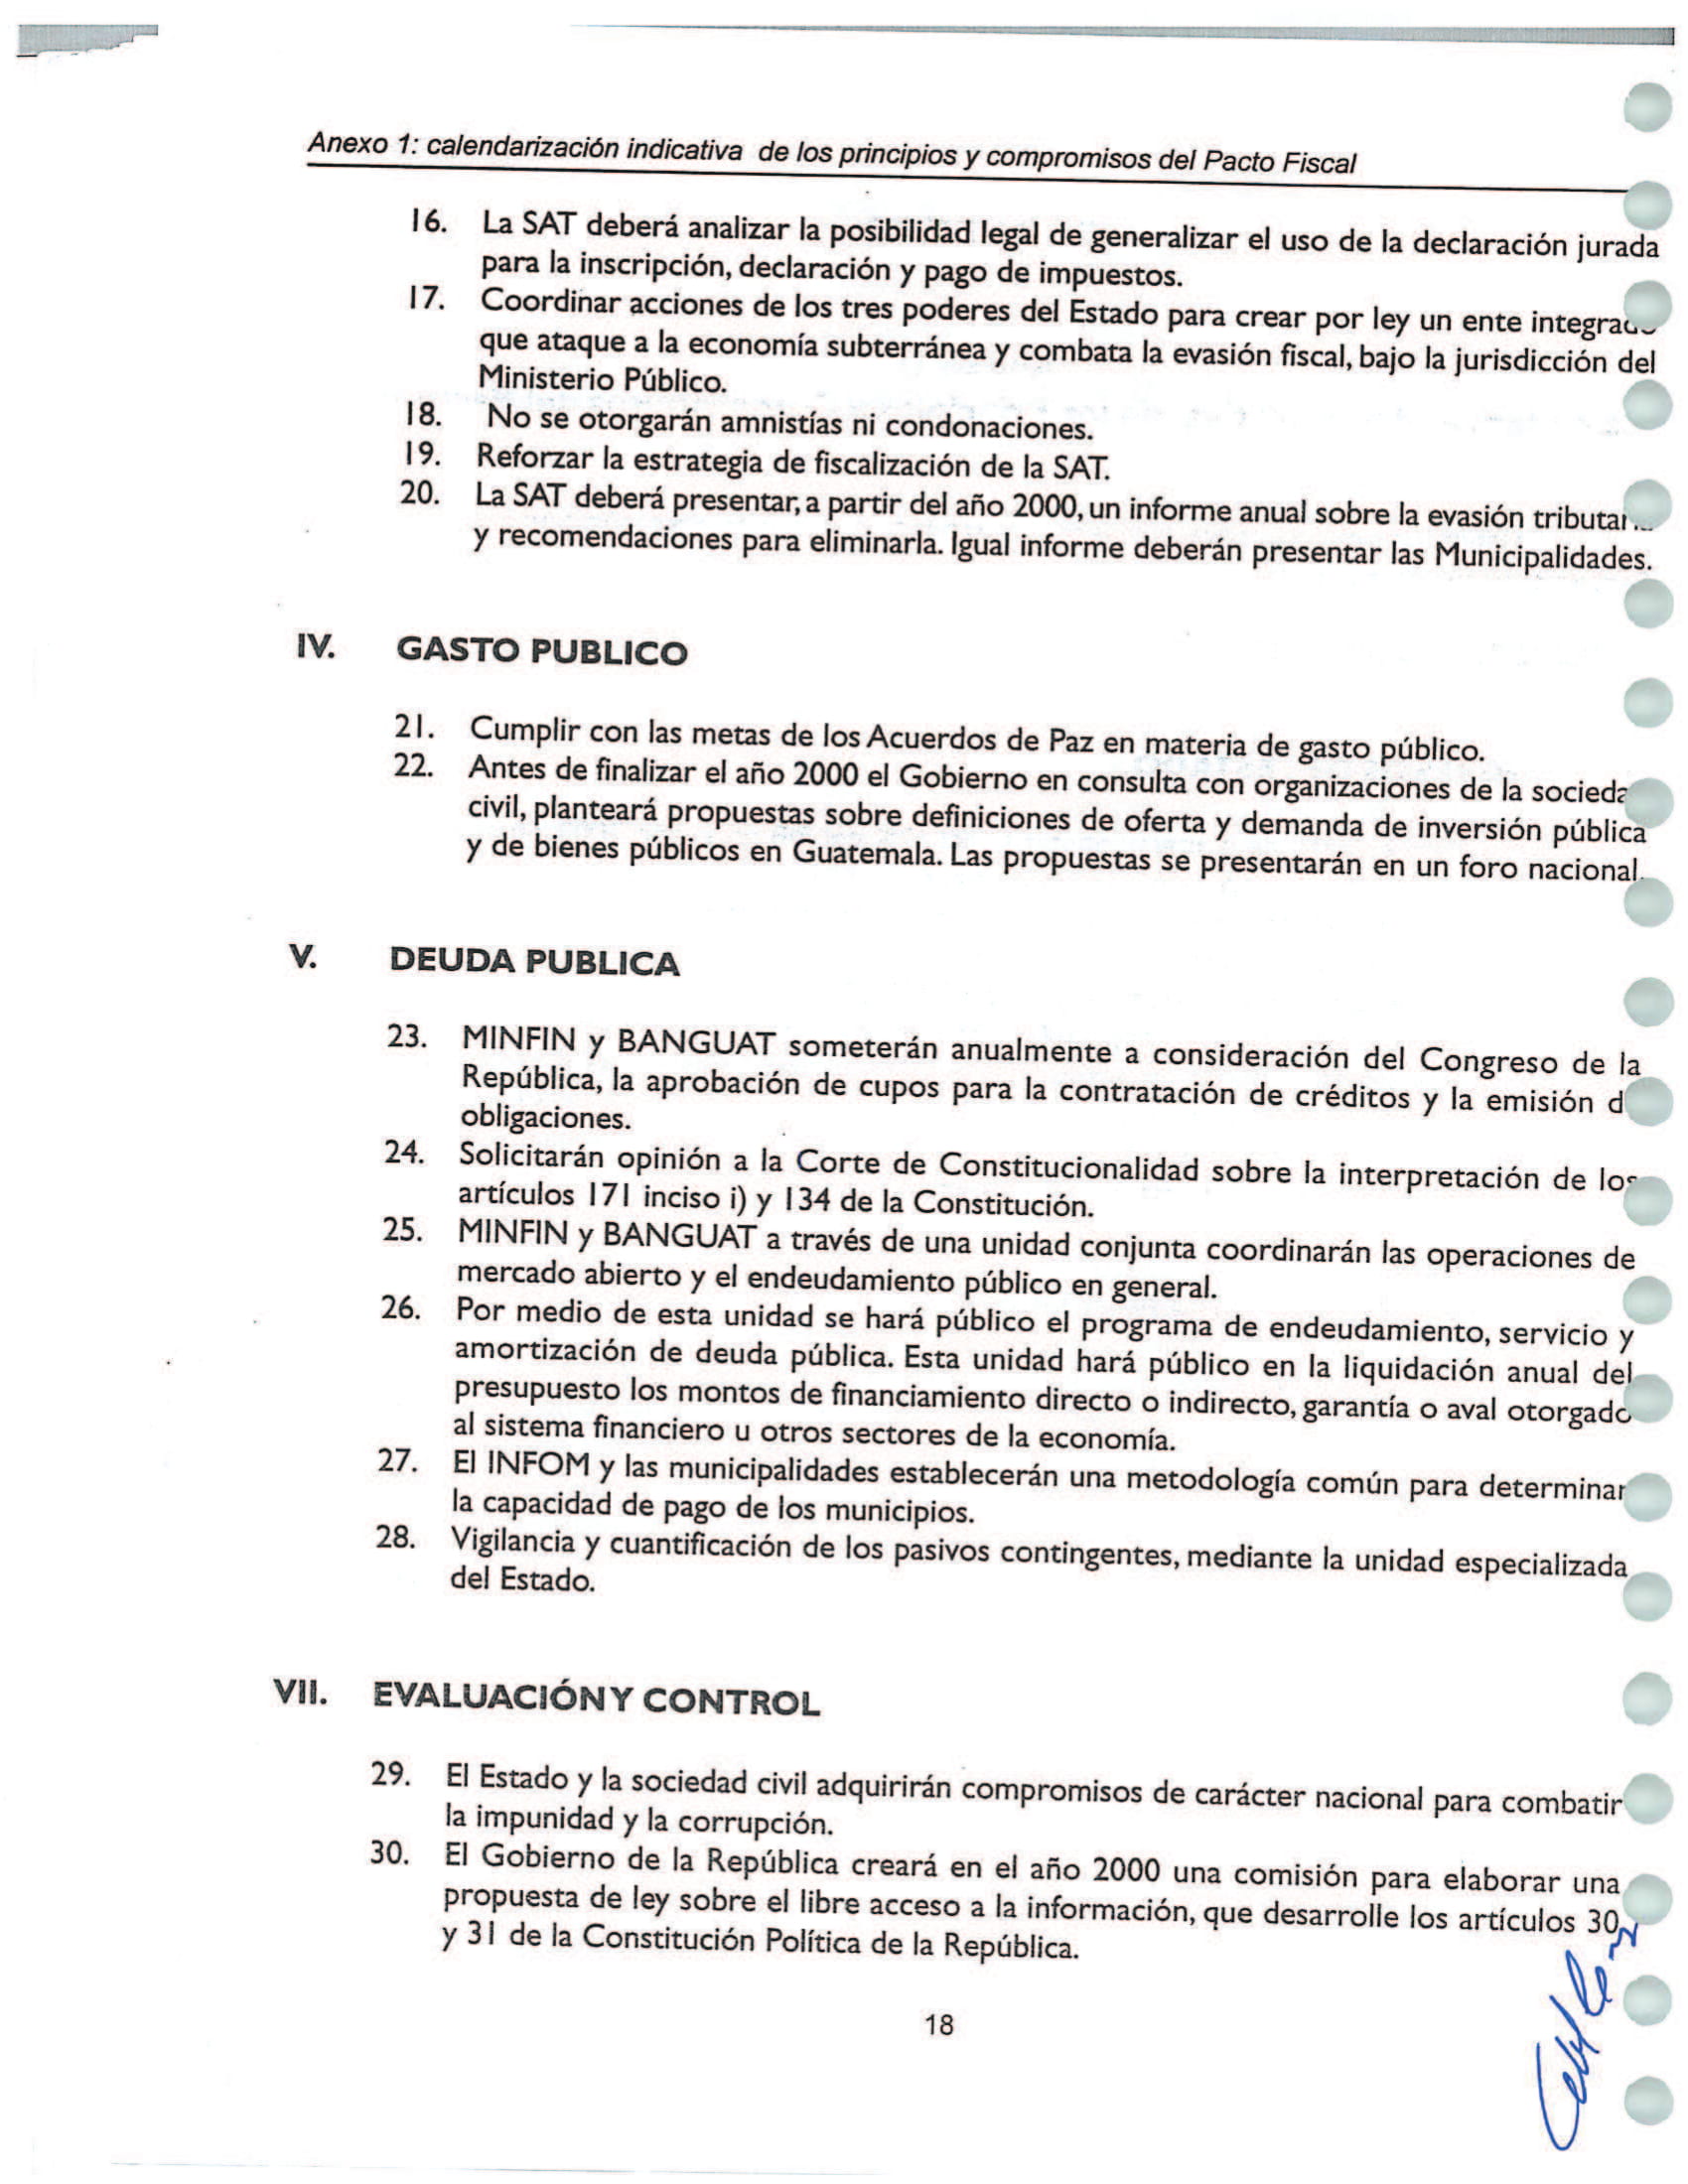 Anexo 1: calendarización indicativa de los principios y compromisos del Pacto Fiscal
16. La SAT deberá analizar la posibilidad legal de generalizar el uso de la declaración jurada
para la inscripción, declaración y pago de impuestos.
17. Coordinar acciones de los tres poderes del Estado para crear por ley un ente integrado
que ataque a la economía subterránea y combata la evasión fiscal, bajo la jurisdicción del
Ministerio Público.
18. No se otorgarán amnistías ni condonaciones.
19. Reforzar la estrategia de fiscalización de la SAT.
20. La SAT deberá presentar, a partir del año 2000, un informe anual sobre la evasión tributaria
y recomendaciones para eliminarla. Igual informe deberán presentar las Municipalidades.
IV. GASTO PUBLICO
21. Cumplir con las metas de los Acuerdos de Paz en materia de gasto público.
22. Antes de finalizar el año 2000 el Gobierno en consulta con organizaciones de la sociedad
civil, planteará propuestas sobre definiciones de oferta y demanda de inversión pública
y de bienes públicos en Guatemala. Las propuestas se presentarán en un foro nacional.
V. DEUDA PUBLICA
23. MINFIN y BANGUAT someterán anualmente a consideración del Congreso de la
República, la aprobación de cupos para la contratación de créditos y la emisión d
obligaciones.
24. Solicitarán opinión a la Corte de Constitucionalidad sobre la interpretación de los
artículos 171 inciso i) y 134 de la Constitución.
25. MINFIN y BANGUAT a través de una unidad conjunta coordinarán las operaciones de
mercado abierto y el endeudamiento público en general.
26. Por medio de esta unidad se hará público el programa de endeudamiento, servicio y
amortización de deuda pública. Esta unidad hará público en la liquidación anual del
presupuesto los montos de financiamiento directo o indirecto, garantía o aval otorgado
al sistema financiero u otros sectores de la economía.
27. El INFOM y las municipalidades establecerán una metodología común para determinar
la capacidad de pago de los municipios.
28. Vigilancia y cuantificación de los pasivos contingentes, mediante la unidad especializada
del Estado.
VII. EVALUACIÓN Y CONTROL
29. El Estado y la sociedad civil adquirirán compromisos de carácter nacional para combatir
la impunidad y la corrupción.
30. El Gobierno de la República creará en el año 2000 una comisión para elaborar una
propuesta de ley sobre el libre acceso a la información, que desarrolle los artículos 30
y 31 de la Constitución Política de la República.
18